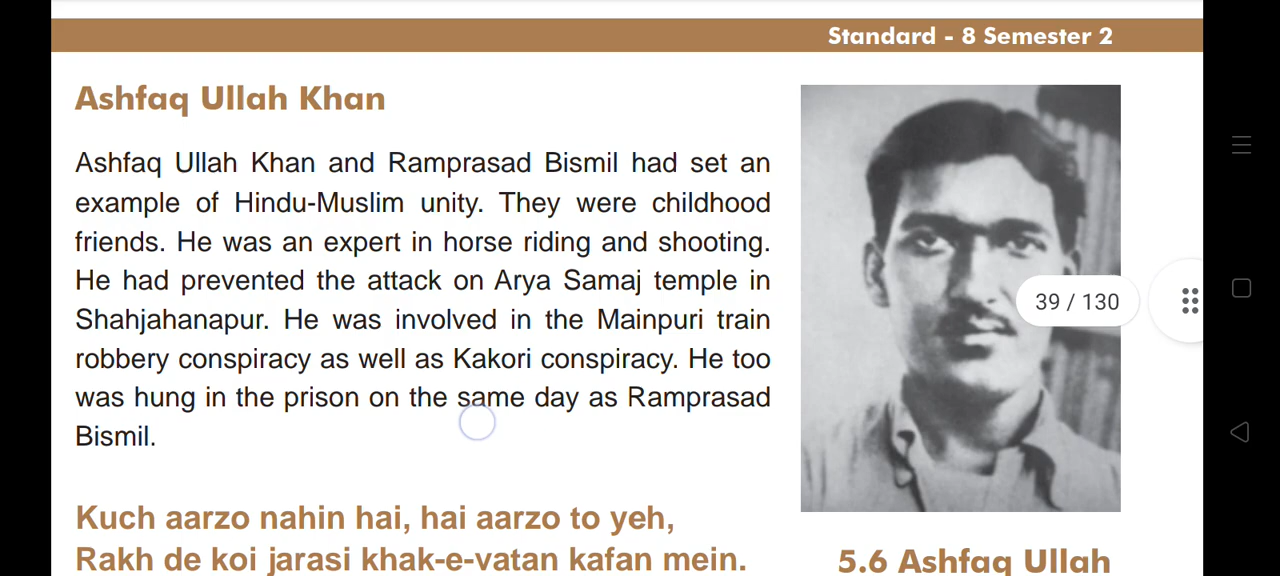 Standard - 8 Semester 2
Ashfaq Ullah Khan
Ashfaq Ullah Khan and Ramprasad Bismil had set an
example of Hindu-Muslim unity. They were childhood
friends. He was an expert in horse riding and shooting.
He had prevented the attack on Arya Samaj temple in
Shahjahanapur. He was involved in the Mainpuri train
robbery conspiracy as well as Kakori conspiracy. He too
was hung in the prison on the same day as Ramprasad
Bismil.
Kuch aarzo nahin hai, hai aarzo to yeh,
Rakh de koi jarasi khak-e-vatan kafan mein.
39 / 130
5.6 Ashfaq Ullah